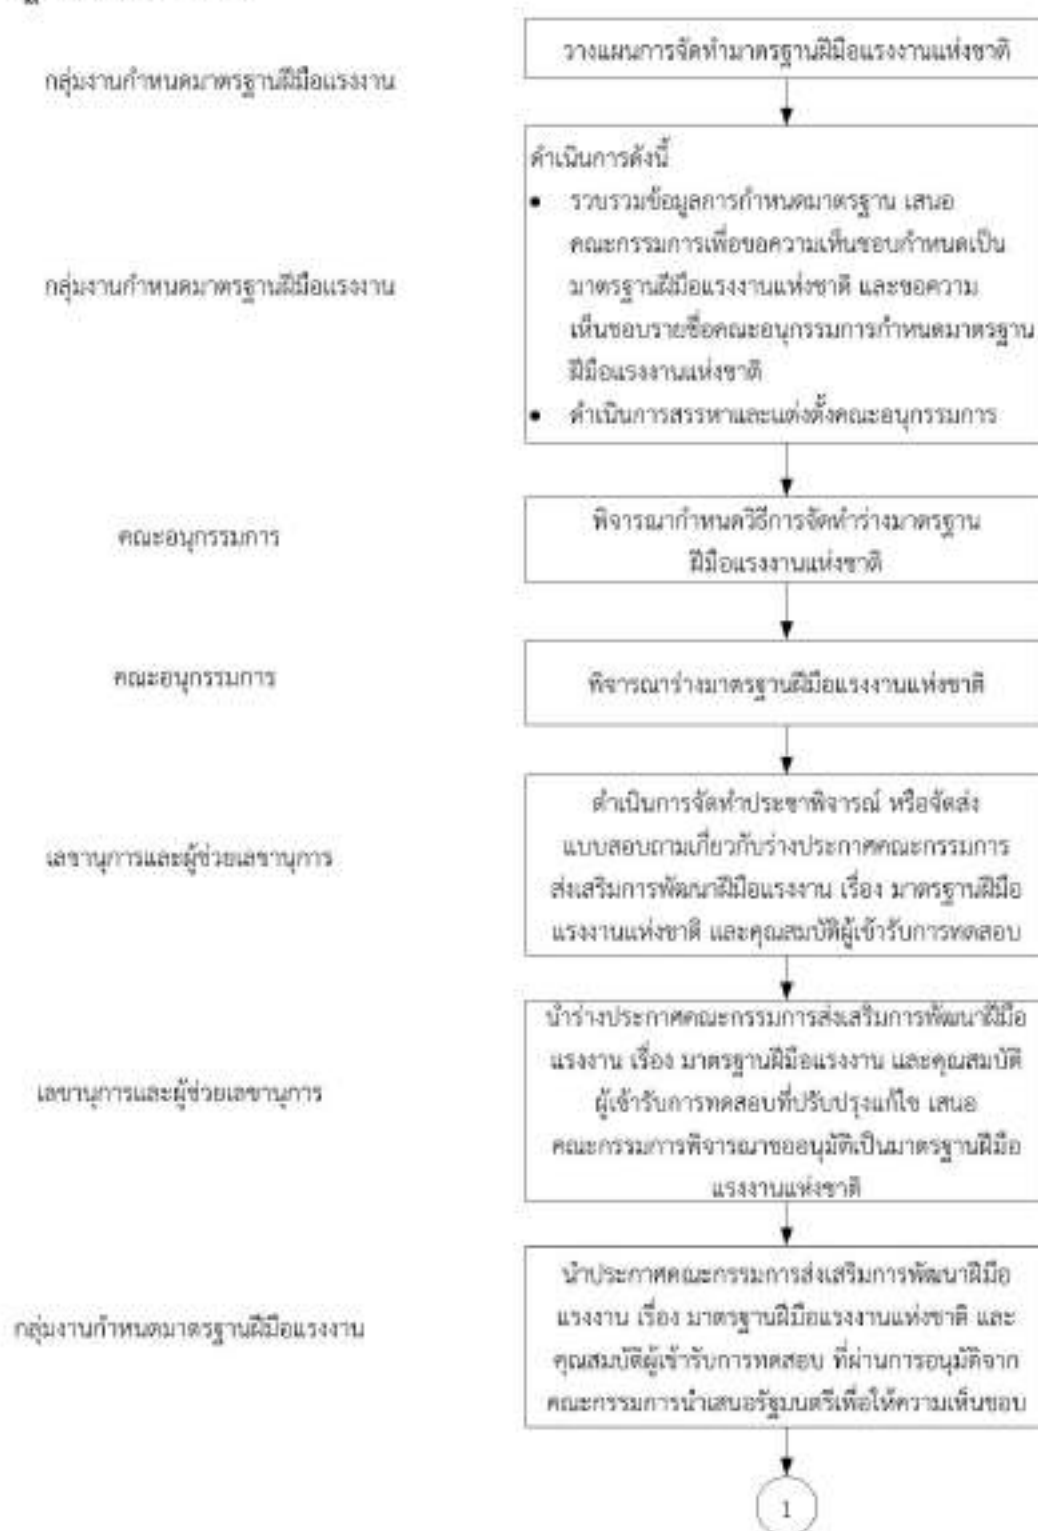 วางแผนการจัดทำมาตรฐานฝีมือแรงงานแห่งชาติ
กลุ่มงานกำหนดมาตรฐานฝีมือแรงงาน
ดำเนินการดังนี้
• รวบรวมข้อมูลการกำหนดมาตรฐาน เสนอ
คณะกรรมการเพื่อขอความเห็นชอบกำหนดเป็น
มาตรฐานฝีมือแรงงานแห่งชาติ และขอความ
เห็นชอบรายชื่อคณะอนุกรรมการกำหนดมาตรฐาน
ฝีมือแรงงานแห่งชาติ
• ดำเนินการสรรหาและแต่งตั้งคณะอนุกรรมการ
กลุ่มงานกำหนดมาตรฐานฝีมือแรงงาน
พิจารณากำหนดวิธีการจัดทำร่างมาตรฐาน
ฝีมือแรงงานแห่งชาติ
คณะอนุกรรมการ
พิจารณาร่างมาตรฐานฝีมือแรงงานแห่งชาติ
คณะอนุกรรมการ
ดำเนินการจัดทำประชาพิจารณ์ หรือจัดส่ง
แบบสอบถามเกี่ยวกับร่างประกาศคณะกรรมการ
ส่งเสริมการพัฒนาฝีมือแรงงาน เรื่อง มาตรฐานฝีมือ
แรงงานแห่งชาติ และคุณสมบัติผู้เข้ารับการทดสอบ
เลขานุการและผู้ช่วยเลขานุการ
นำร่างประกาศคณะกรรมการส่งเสริมการพัฒนาฝีมือ
แรงงาน เรื่อง มาตรฐานฝีมือแรงงาน และคุณสมบัติ
ผู้เข้ารับการทดสอบที่ปรับปรุงแก้ไข เสนอ
คณะกรรมการพิจารณาขออนุมัติเป็นมาตรฐานฝีมือ
แรงงานแห่งชาติ
เลขานุการและผู้ช่วยเลขานุการ
นำประกาศคณะกรรมการส่งเสริมการพัฒนาฝีมือ
แรงงาน เรื่อง มาตรฐานฝีมือแรงงานแห่งชาติ และ
คุณสมบัติผู้เข้ารับการทดสอบ ที่ผ่านการอนุมัติจาก
คณะกรรมการนำเสนอรัฐมนตรีเพื่อให้ความเห็นชอบ
กลุ่มงานกำหนดมาตรฐานฝีมือแรงงาน
1